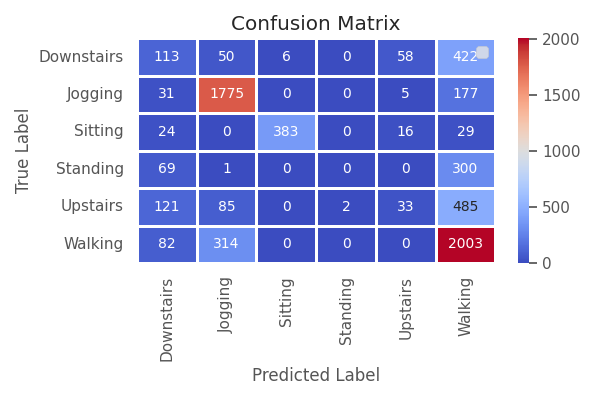 Confusion Matrix
Downstairs 113 50 6 0 58 422
Jogging 31 1775 0 0 5 177
Sitting 24 0 383 0 16 29
Standing 69 1 0 0 0 300
Upstairs 121 85 0 2 33 485
Walking 82 314 0 0 0 2003
True Label
Downstairs Jogging Sitting Standing Upstairs Walking
Predicted Label
2000
1500
1000
500
0